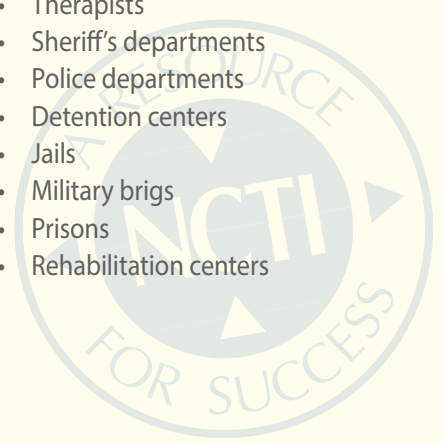 • Therapists
• Sheriff’s departments
• Police departments
• Detention centers
• Jails
• Military brigs
• Prisons
• Rehabilitation centers
A RESOURCE
NCTI
FOR SUCCESS